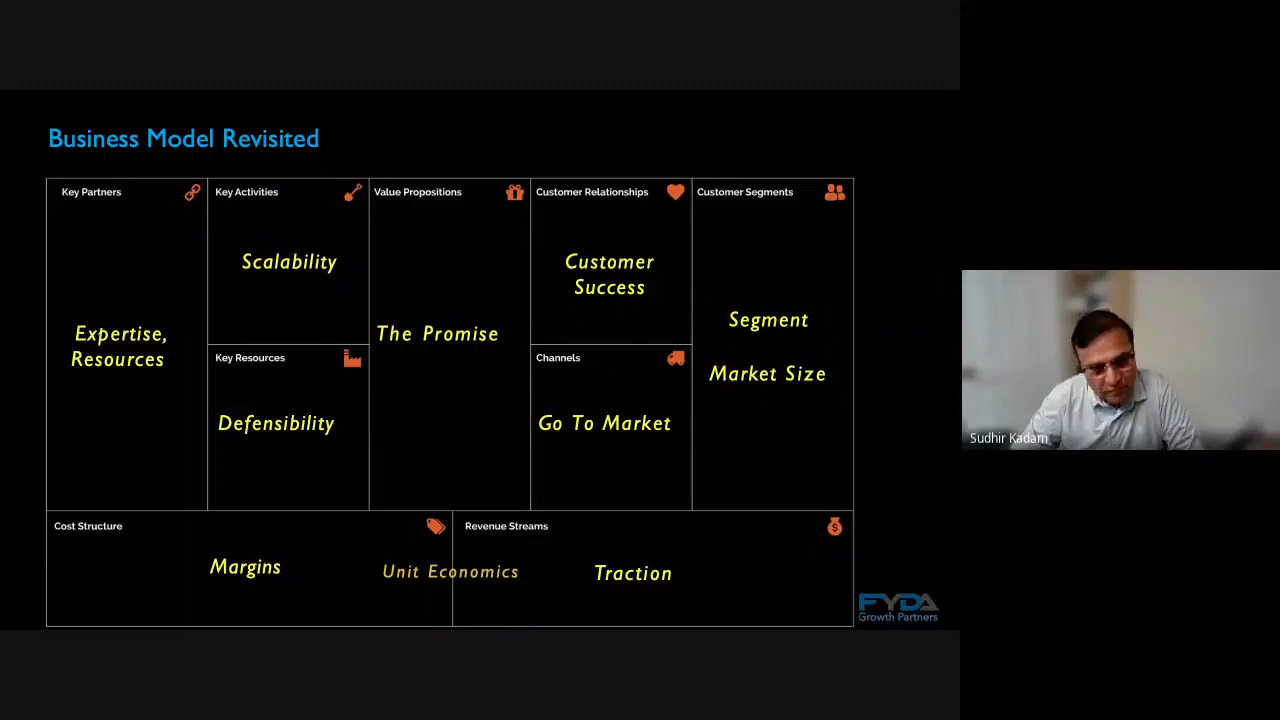 Business Model Revisited
Key Partners
Expertise,
Resources
Key Activities
Scalability
Key Resources
Defensibility
Value Propositions
The Promise
Customer Relationships
Customer
Success
Channels
Go To Market
Customer Segments
Segment
Market Size
Cost Structure
Margins
Unit Economics
Revenue Streams
Traction
$
FYDA
Growth Partners
Sudhir Kadam